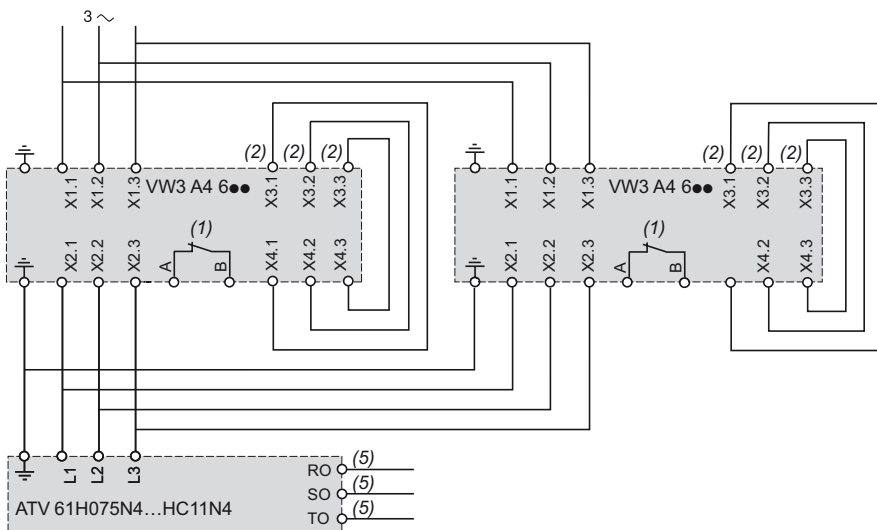 3 ~
(2) (2) (2)
(2) (2) (2)
X1.1 X1.2 X1.3 VW3 A4 6●● X3.1 X3.2 X3.3
X1.1 X1.2 X1.3 VW3 A4 6●● X3.1 X3.2 X3.3
(1)
(1)
X2.1 X2.2 X2.3 A B X4.1 X4.2 X4.3
X2.1 X2.2 X2.3 A B X4.2 X4.3
L1 L2 L3
RO (5)
SO (5)
TO (5)
ATV 61H075N4...HC11N4